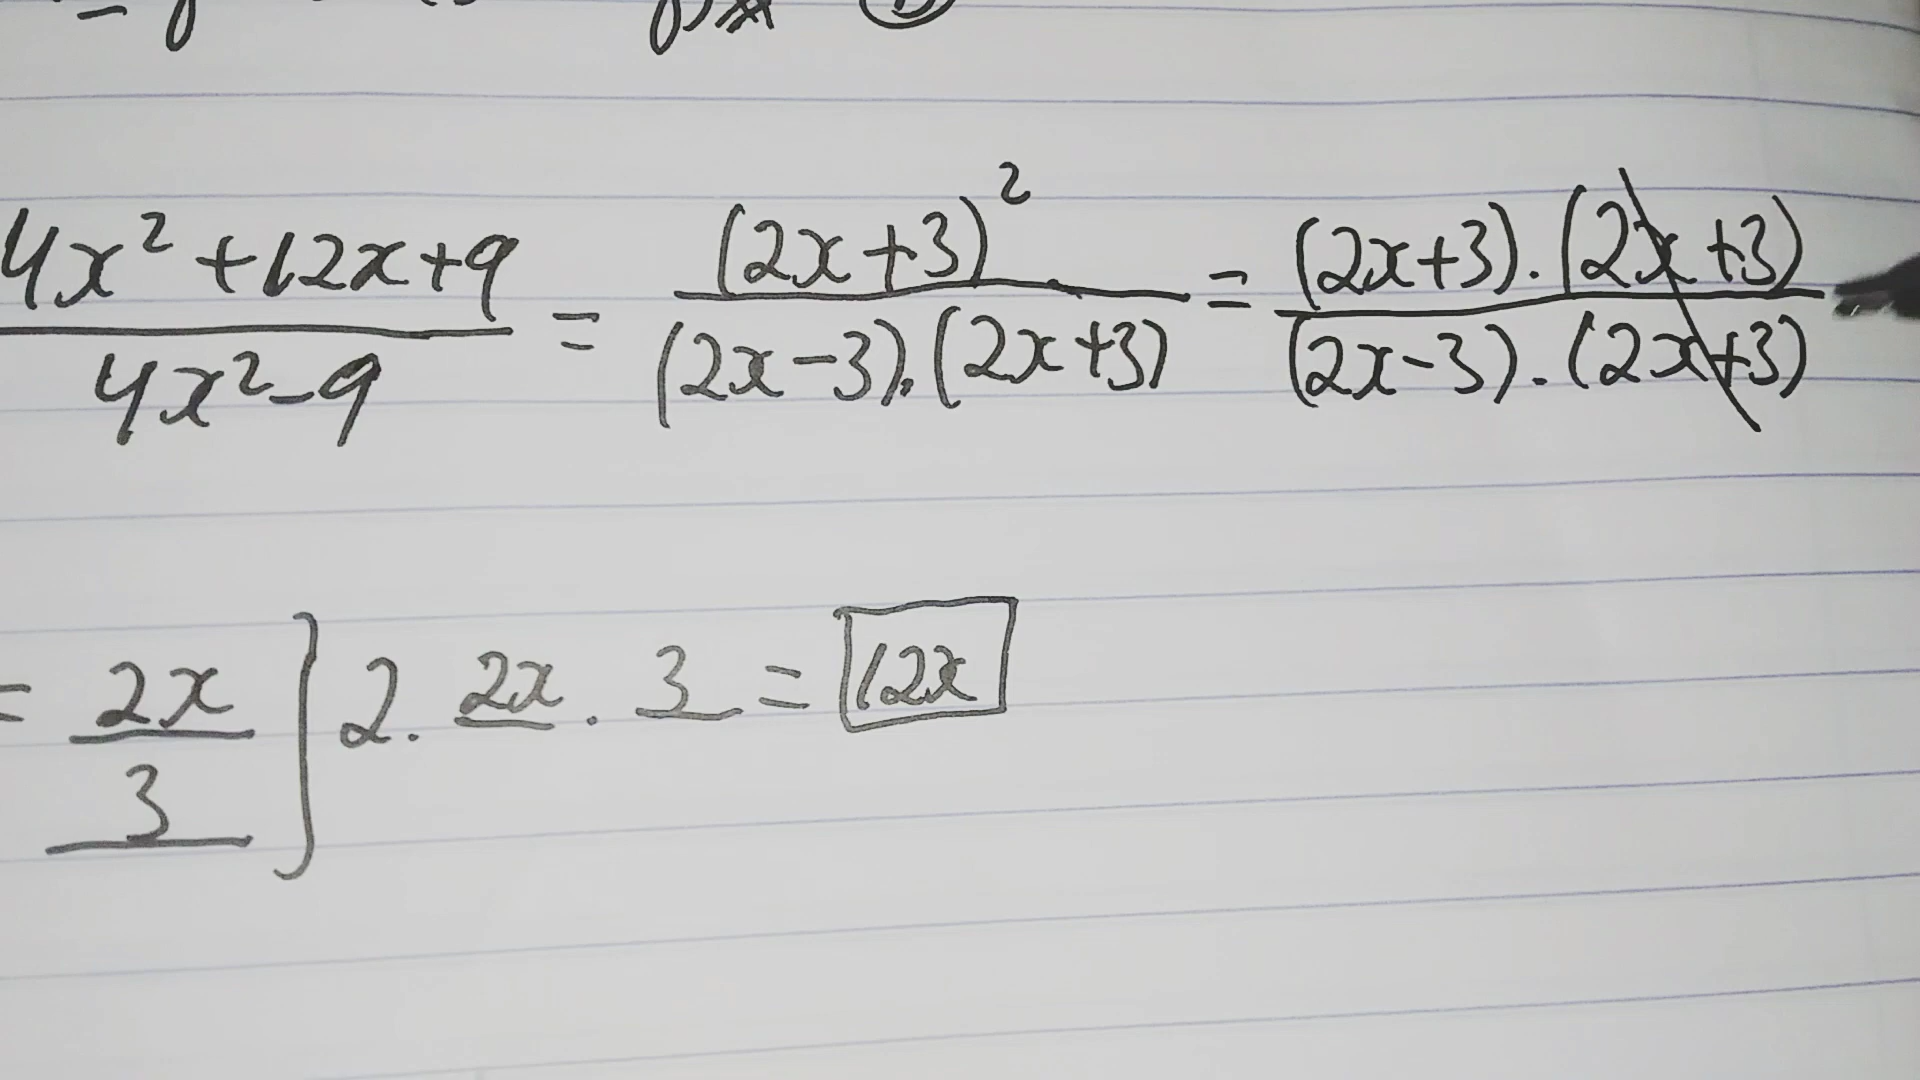 4x² + 12x + 9 / 4x² - 9 = (2x + 3)² / (2x - 3).(2x + 3) = (2x+3).(2x+3) / (2x-3).(2x+3)
= 2x 2. 2x . 3 = 12x
3